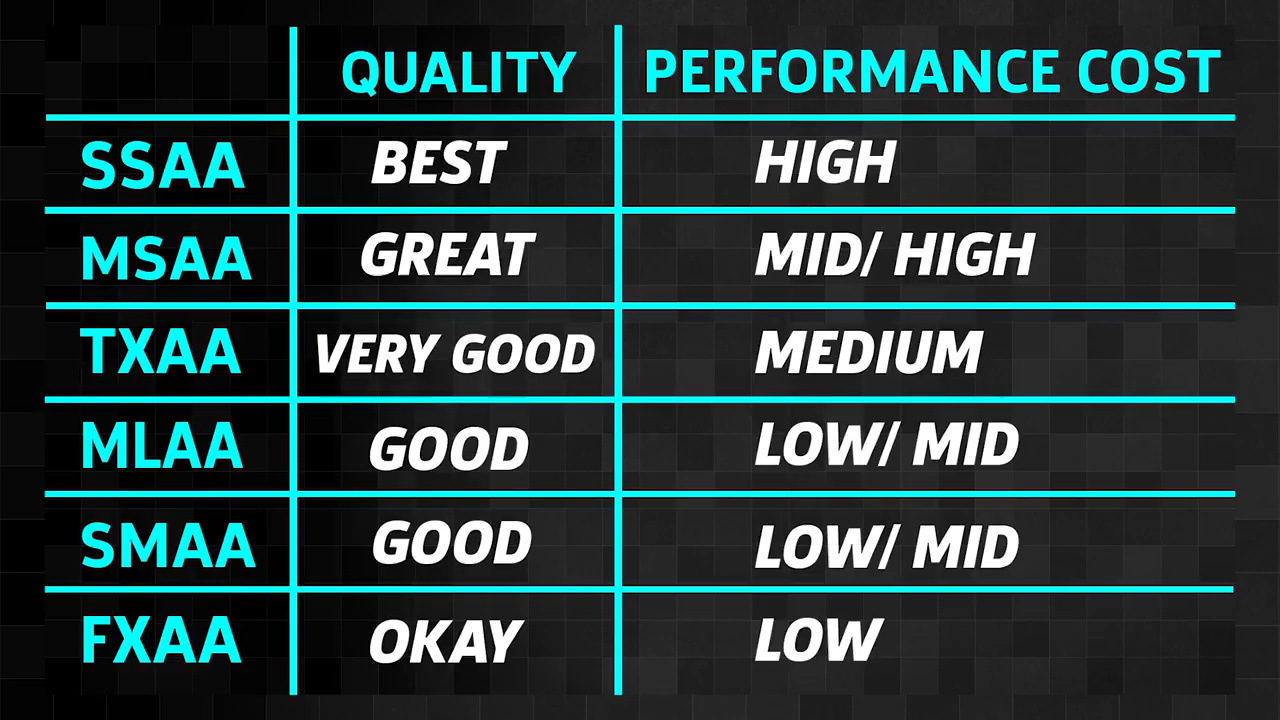 QUALITY PERFORMANCE COST
SSAA BEST HIGH
MSAA GREAT MID/ HIGH
TXAA VERY GOOD MEDIUM
MLAA GOOD LOW/ MID
SMAA GOOD LOW/ MID
FXAA OKAY LOW